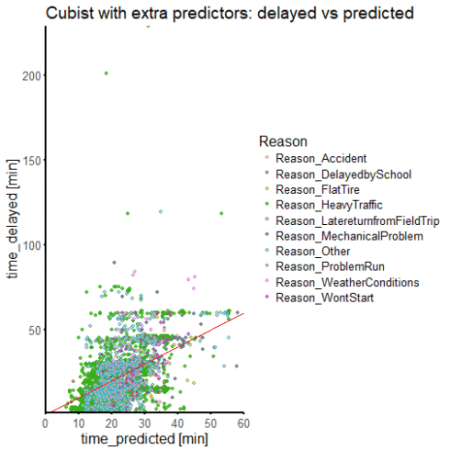 Cubist with extra predictors: delayed vs predicted
200
150
100
50
time_delayed [min]
0 10 20 30 40 50 60
time_predicted [min]
Reason
Reason_Accident
Reason_DelayedbySchool
Reason_FlatTire
Reason_HeavyTraffic
Reason_LatereturnfromFieldTrip
Reason_MechanicalProblem
Reason_Other
Reason_ProblemRun
Reason_WeatherConditions
Reason_WontStart